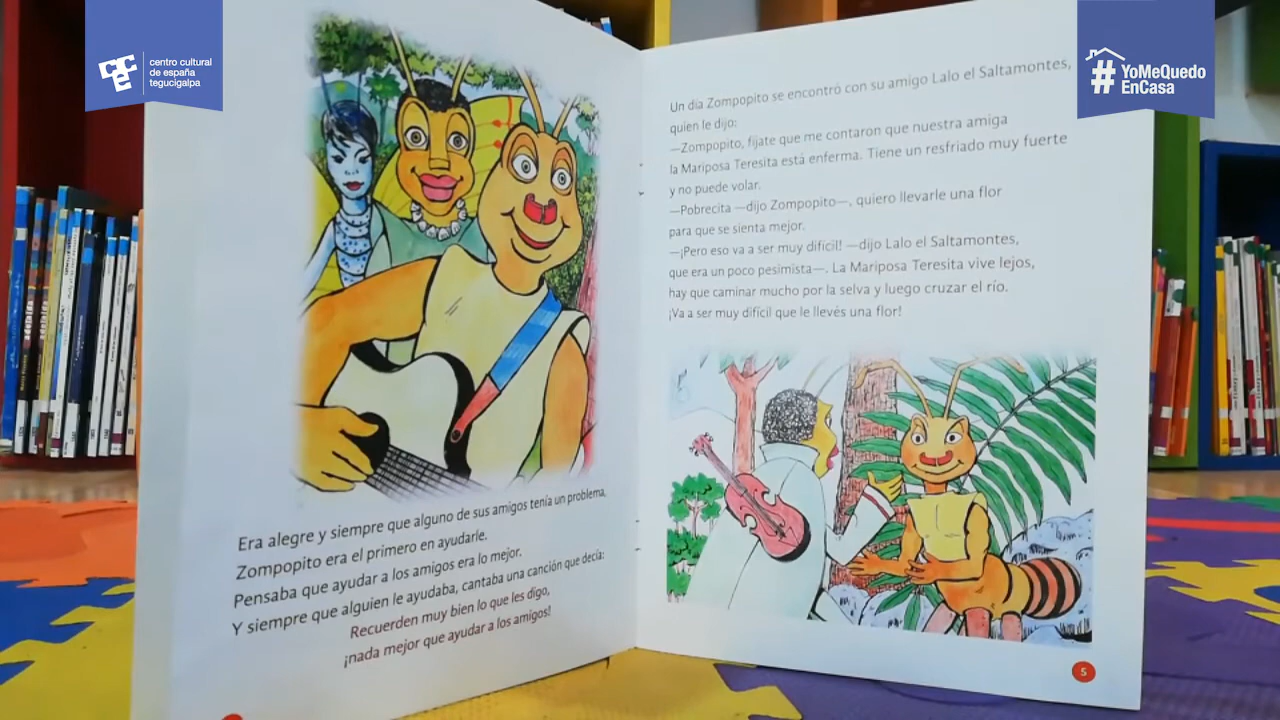 centro cultural
de españa
tegucigalpa
#YoMeQuedo
EnCasa
Era alegre y siempre que alguno de sus amigos tenía un problema,
Zompopito era el primero en ayudarle.
Pensaba que ayudar a los amigos era lo mejor.
Y siempre que alguien le ayudaba, cantaba una canción que decía:
Recuerden muy bien lo que les digo,
¡nada mejor que ayudar a los amigos!
Un día Zompopito se encontró con su amigo Lalo el Saltamontes,
quien le dijo:
—Zompopito, fíjate que me contaron que nuestra amiga
la Mariposa Teresita está enferma. Tiene un resfriado muy fuerte
y no puede volar.
—Pobrecita —dijo Zompopito—, quiero llevarle una flor
para que se sienta mejor.
—¡Pero eso va a ser muy difícil! —dijo Lalo el Saltamontes,
que era un poco pesimista—. La Mariposa Teresita vive lejos,
hay que caminar mucho por la selva y luego cruzar el río.
¡Va a ser muy difícil que le llevés una flor!
5